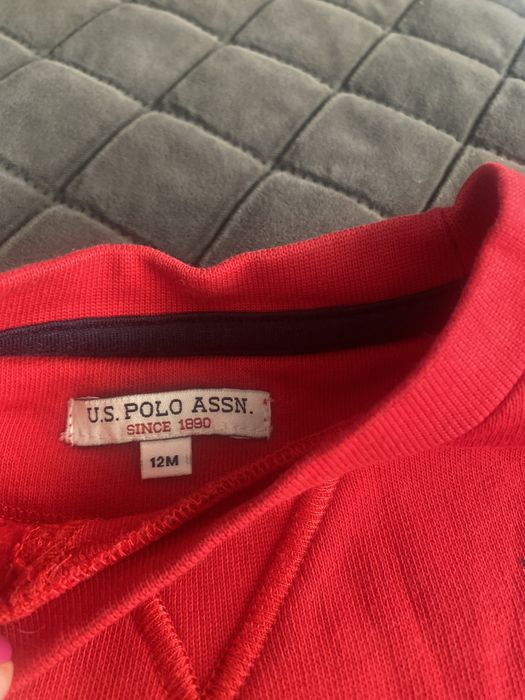 U.S. POLO ASSN.
SINCE 1890
12M